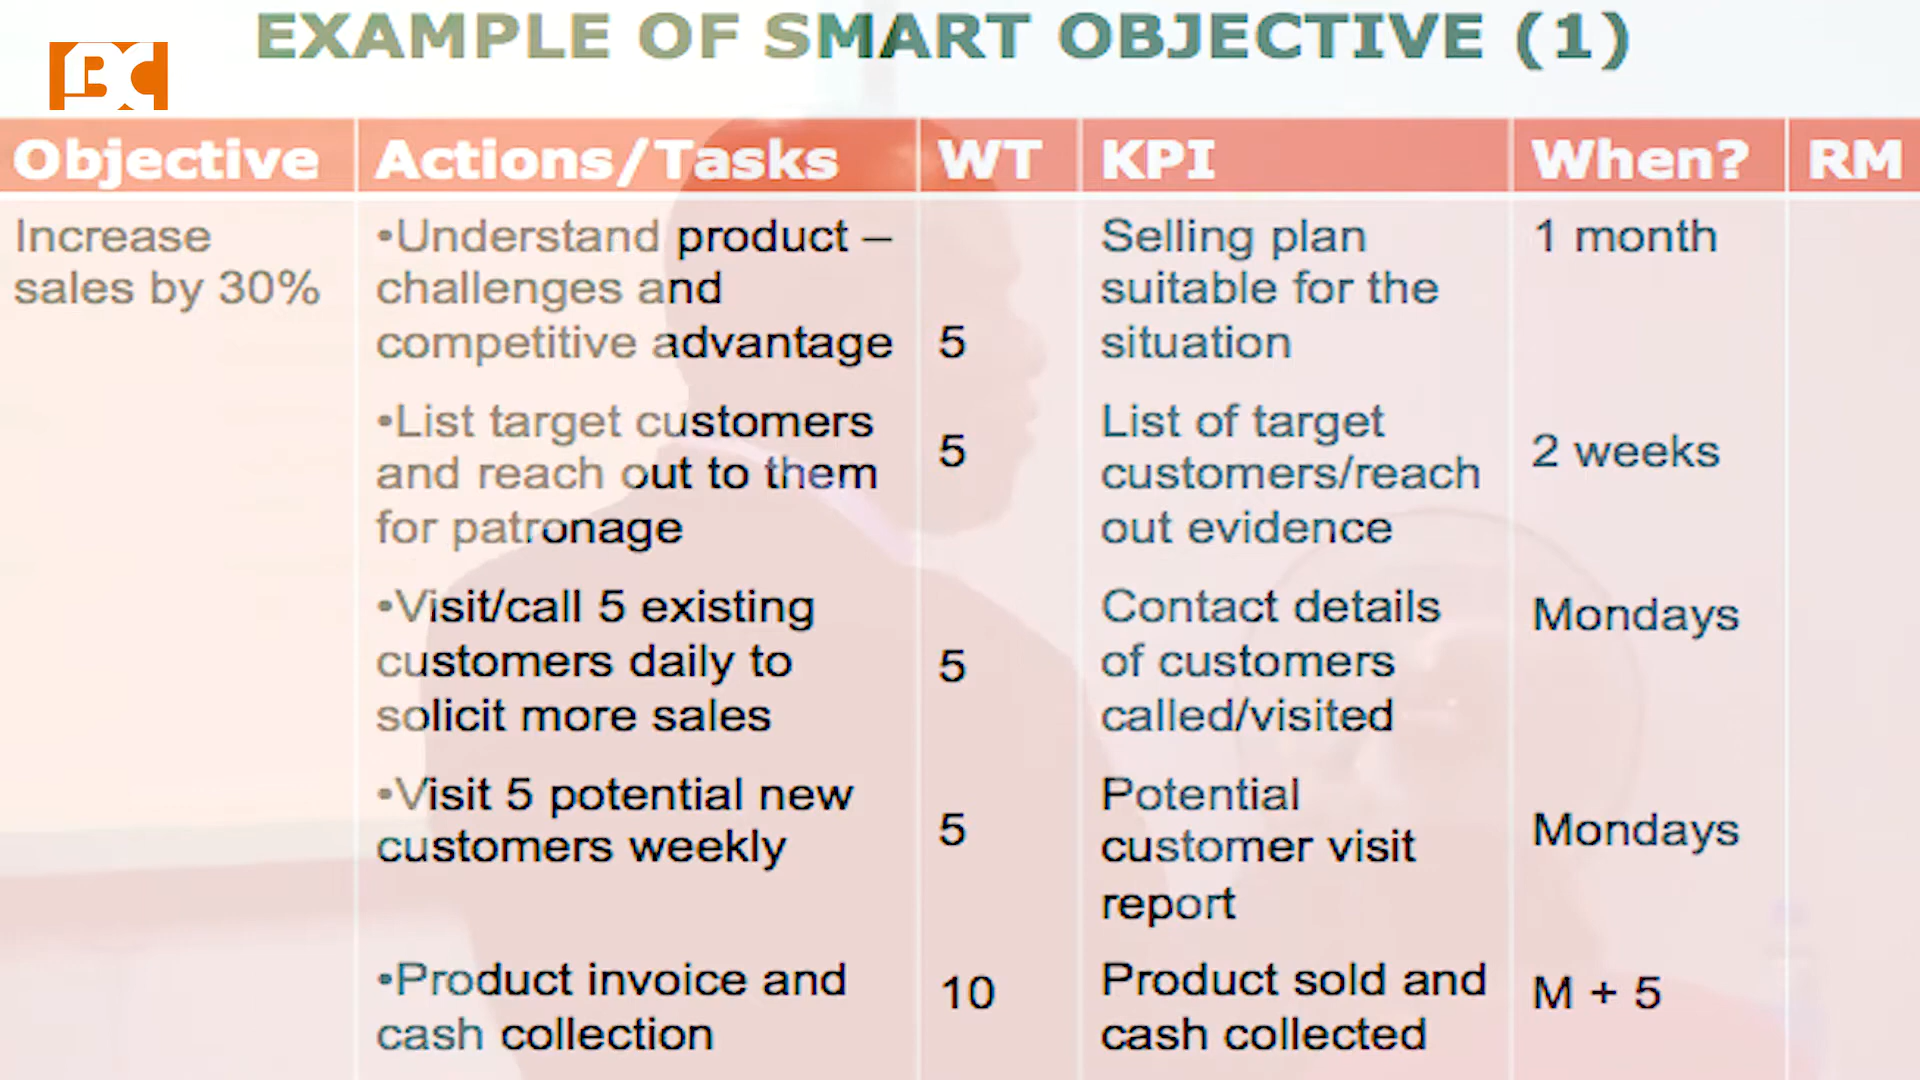 EXAMPLE OF SMART OBJECTIVE (1)
BC
Objective
Actions/Tasks
WT
KPI
When?
RM
Increase
sales by 30%
•Understand product –
challenges and
competitive advantage
5
Selling plan
suitable for the
situation
1 month
•List target customers
and reach out to them
for patronage
5
List of target
customers/reach
out evidence
2 weeks
•Visit/call 5 existing
customers daily to
solicit more sales
5
Contact details
of customers
called/visited
Mondays
•Visit 5 potential new
customers weekly
5
Potential
customer visit
report
Mondays
•Product invoice and
cash collection
10
Product sold and
cash collected
M + 5